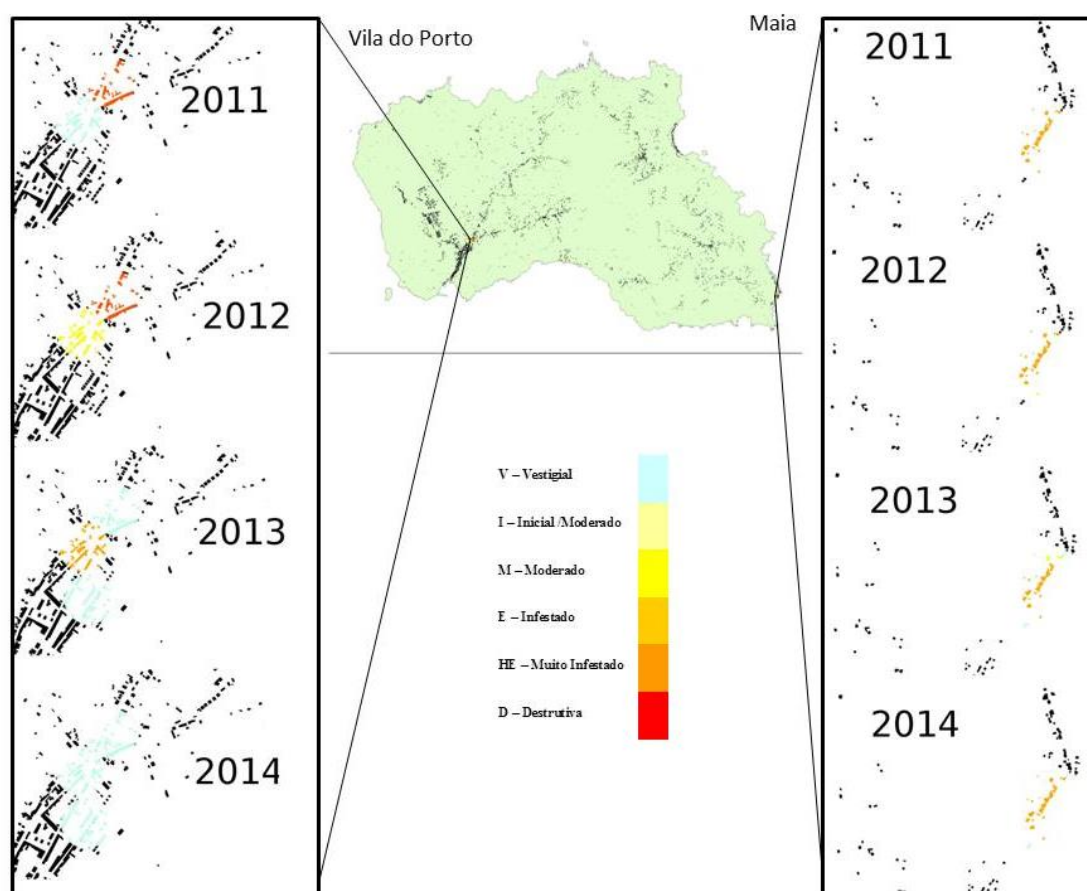 Vila do Porto
Maia
2011
2012
2013
2014
V – Vestigial
I – Inicial /Moderado
M – Moderado
E – Infestado
HE – Muito Infestado
D – Destrutiva
2011
2012
2013
2014